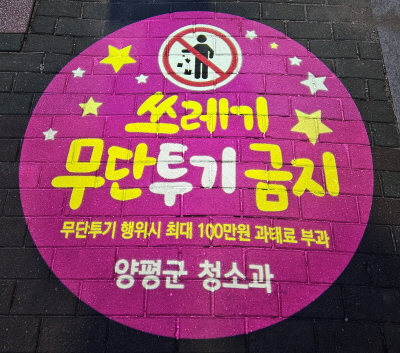 쓰레기
무단투기 금지
무단투기 행위시 최대 100만원 과태료 부과
양평군 청소과